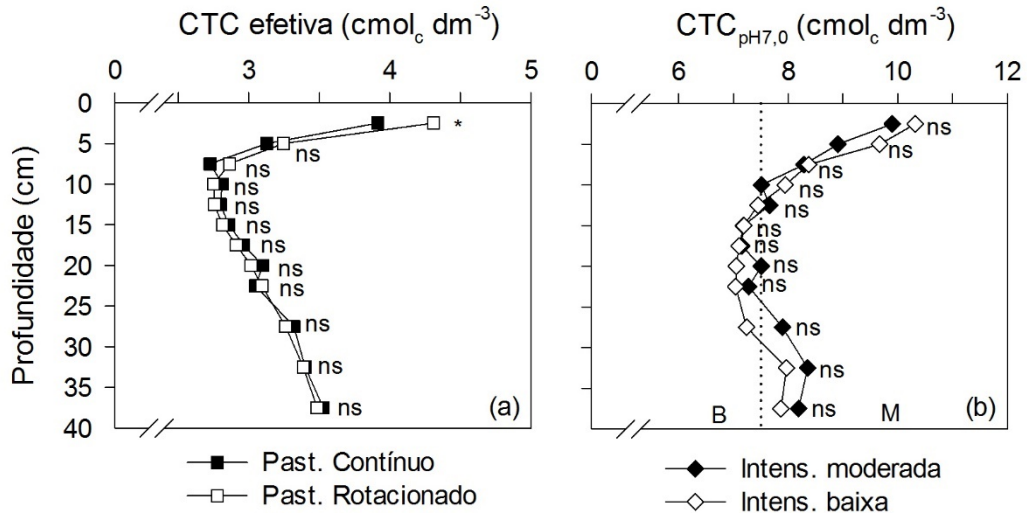 CTC efetiva (cmolc dm-3)
0 3 4 5
Profundidade (cm)
0
5
10
15
20
25
30
35
40
*
ns
ns
ns
ns
ns
ns
ns
ns
ns
ns
ns
(a)
Past. Contínuo
Past. Rotacionado
CTCpH7,0 (cmolc dm-3)
0 6 8 10 12
ns
ns
ns
ns
ns
ns
ns
ns
ns
ns
ns
ns
B M (b)
Intens. moderada
Intens. baixa